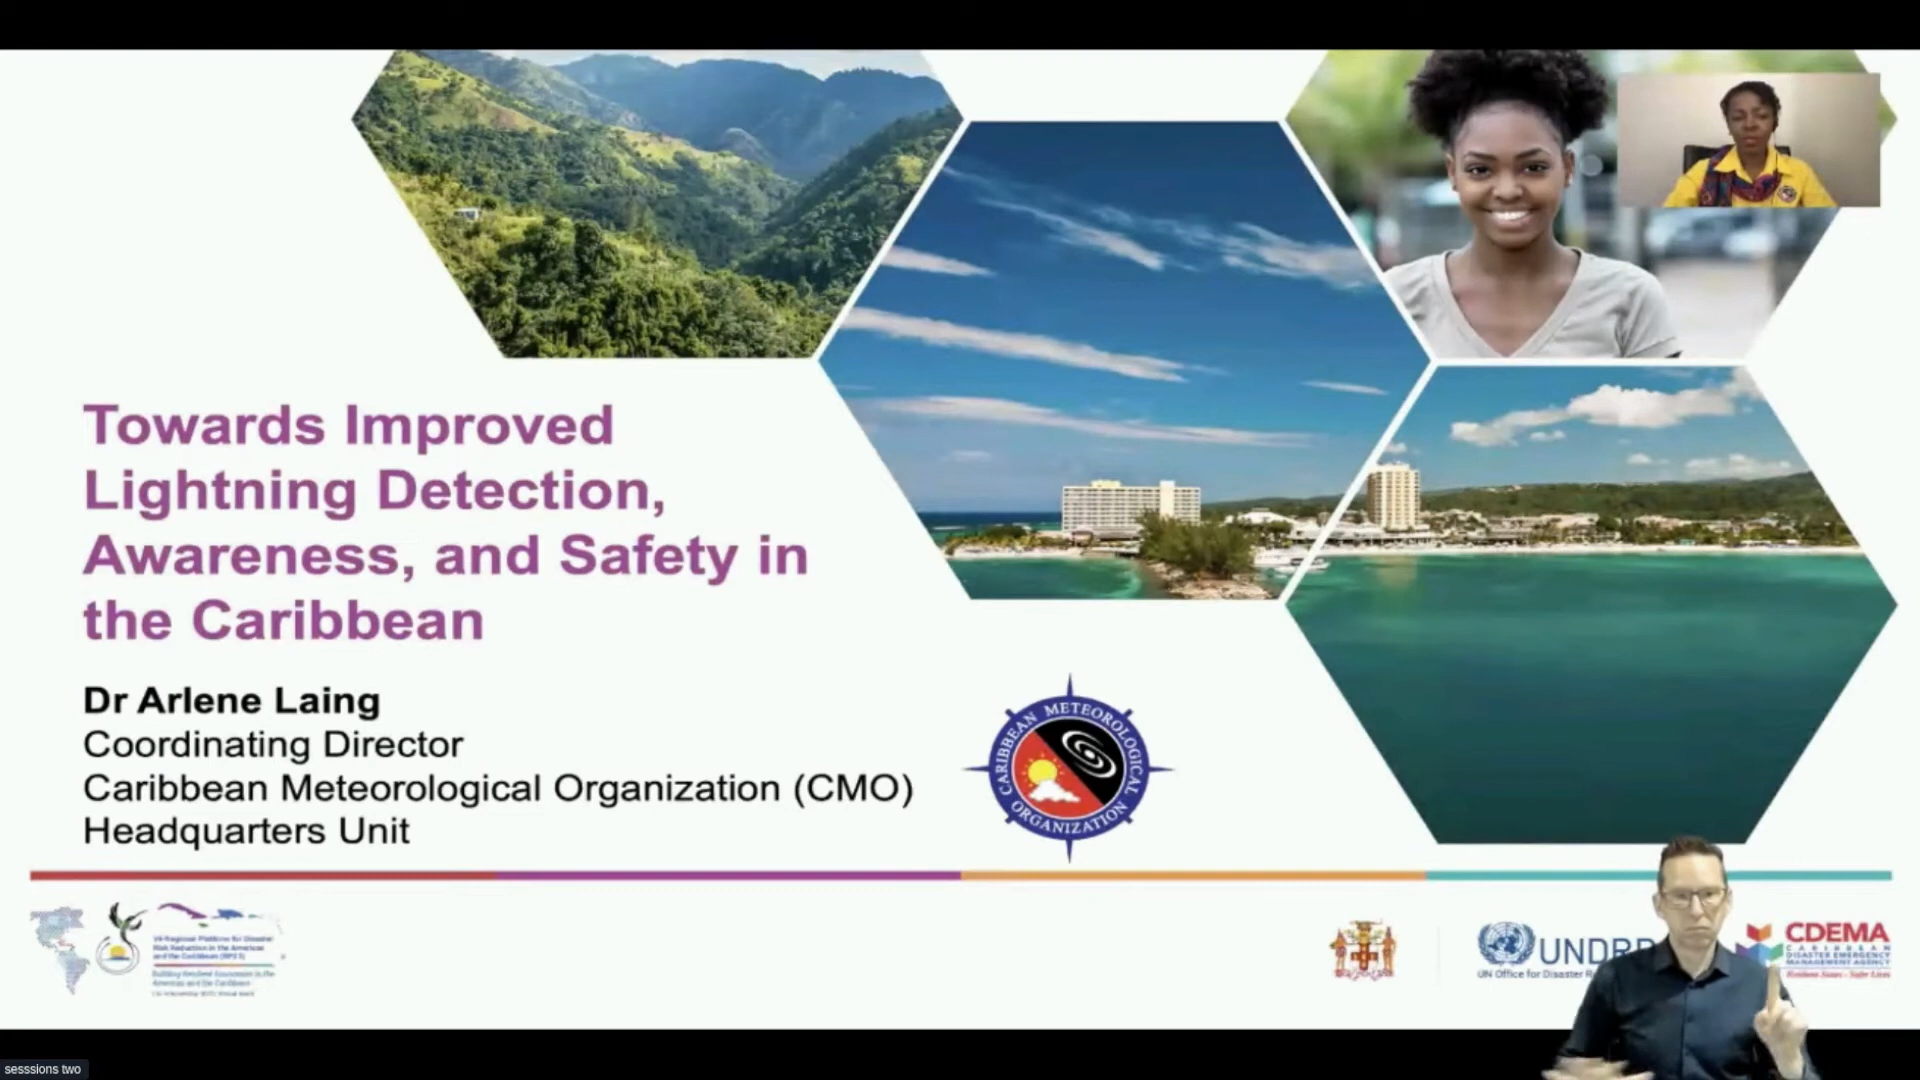 Towards Improved
Lightning Detection,
Awareness, and Safety in
the Caribbean
Dr Arlene Laing
Coordinating Director
Caribbean Meteorological Organization (CMO)
Headquarters Unit
CARIBBEAN METEOROLOGICAL
ORGANIZATION
UNDRR
UN Office for Disaster
CDEMA
CARIBBEAN
DISASTER EMERGENCY
MANAGEMENT AGENCY
sesssions two